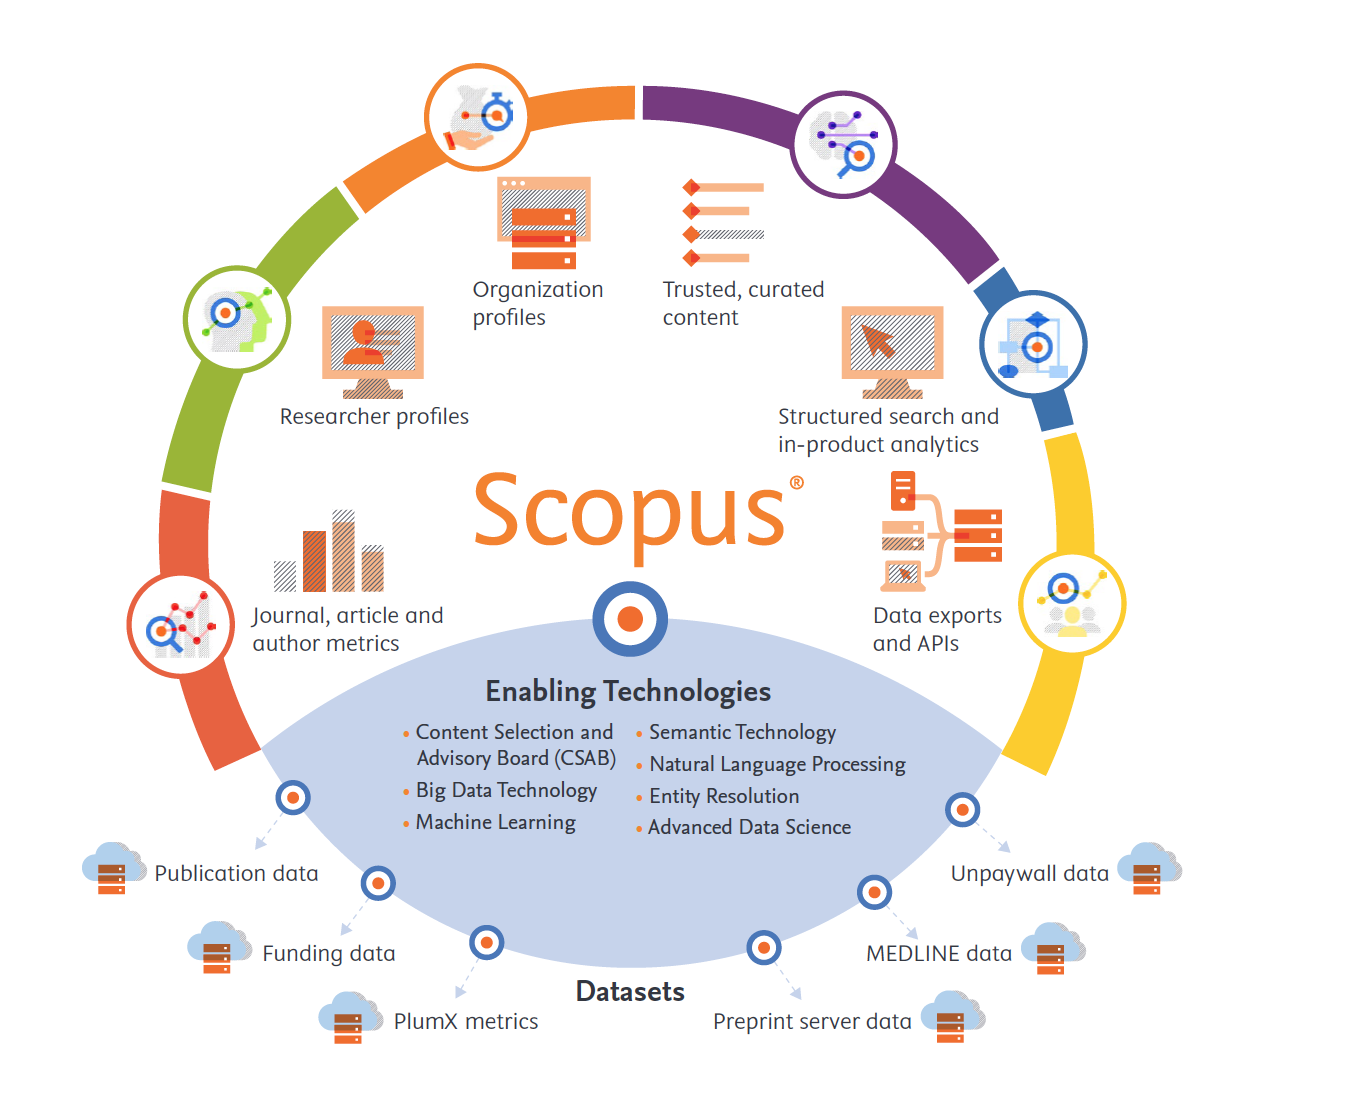 Organization
profiles
Trusted, curated
content
Researcher profiles
Structured search and
in-product analytics
Scopus®
Journal, article and
author metrics
Data exports
and APIs
Enabling Technologies
• Content Selection and
Advisory Board (CSAB)
• Big Data Technology
• Machine Learning
• Semantic Technology
• Natural Language Processing
• Entity Resolution
• Advanced Data Science
Publication data
Unpaywall data
Funding data
MEDLINE data
Datasets
PlumX metrics
Preprint server data